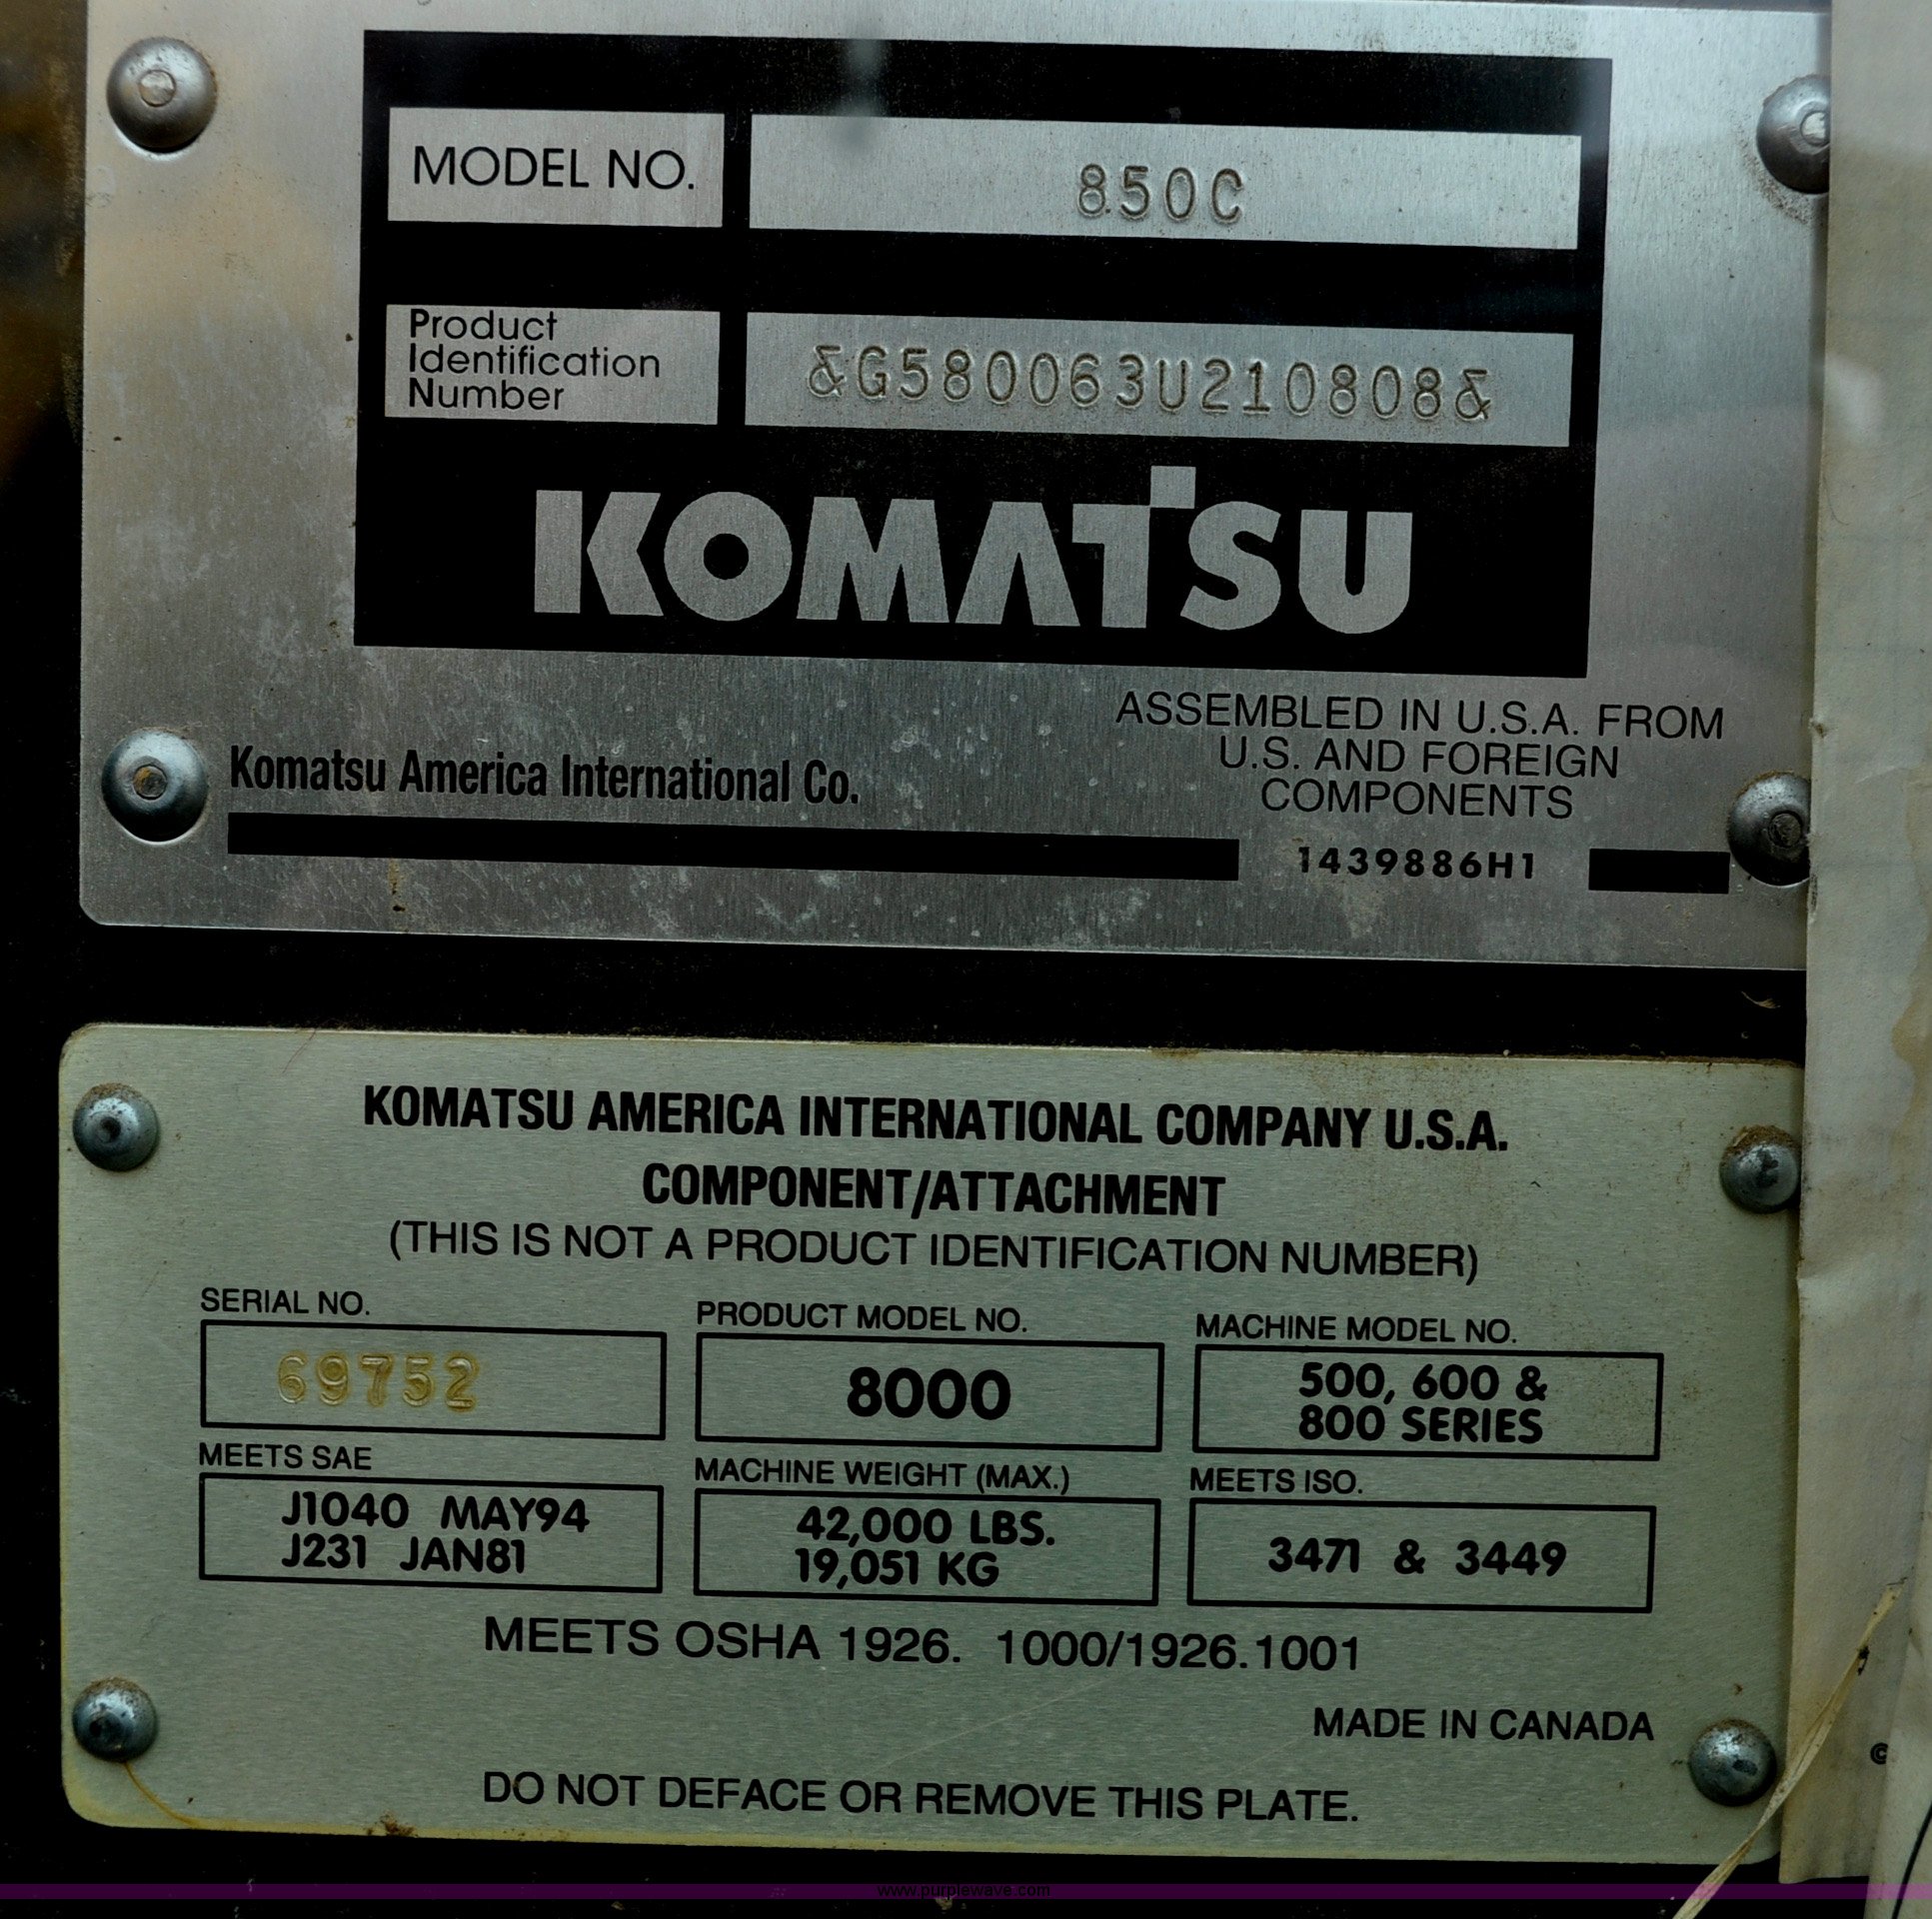 MODEL NO. 850C
Product
Identification
Number
&G580063U210808&
KOMATSU
ASSEMBLED IN U.S.A. FROM
U.S. AND FOREIGN
COMPONENTS
Komatsu America International Co.
1439886H1
KOMATSU AMERICA INTERNATIONAL COMPANY U.S.A.
COMPONENT/ATTACHMENT
(THIS IS NOT A PRODUCT IDENTIFICATION NUMBER)
SERIAL NO. PRODUCT MODEL NO. MACHINE MODEL NO.
69752 8000 500, 600 &
800 SERIES
MEETS SAE MACHINE WEIGHT (MAX.) MEETS ISO.
J1040 MAY94 42,000 LBS. 3471 & 3449
J231 JAN81 19,051 KG
MEETS OSHA 1926. 1000/1926.1001
MADE IN CANADA
DO NOT DEFACE OR REMOVE THIS PLATE.
©
www.purplewave.com